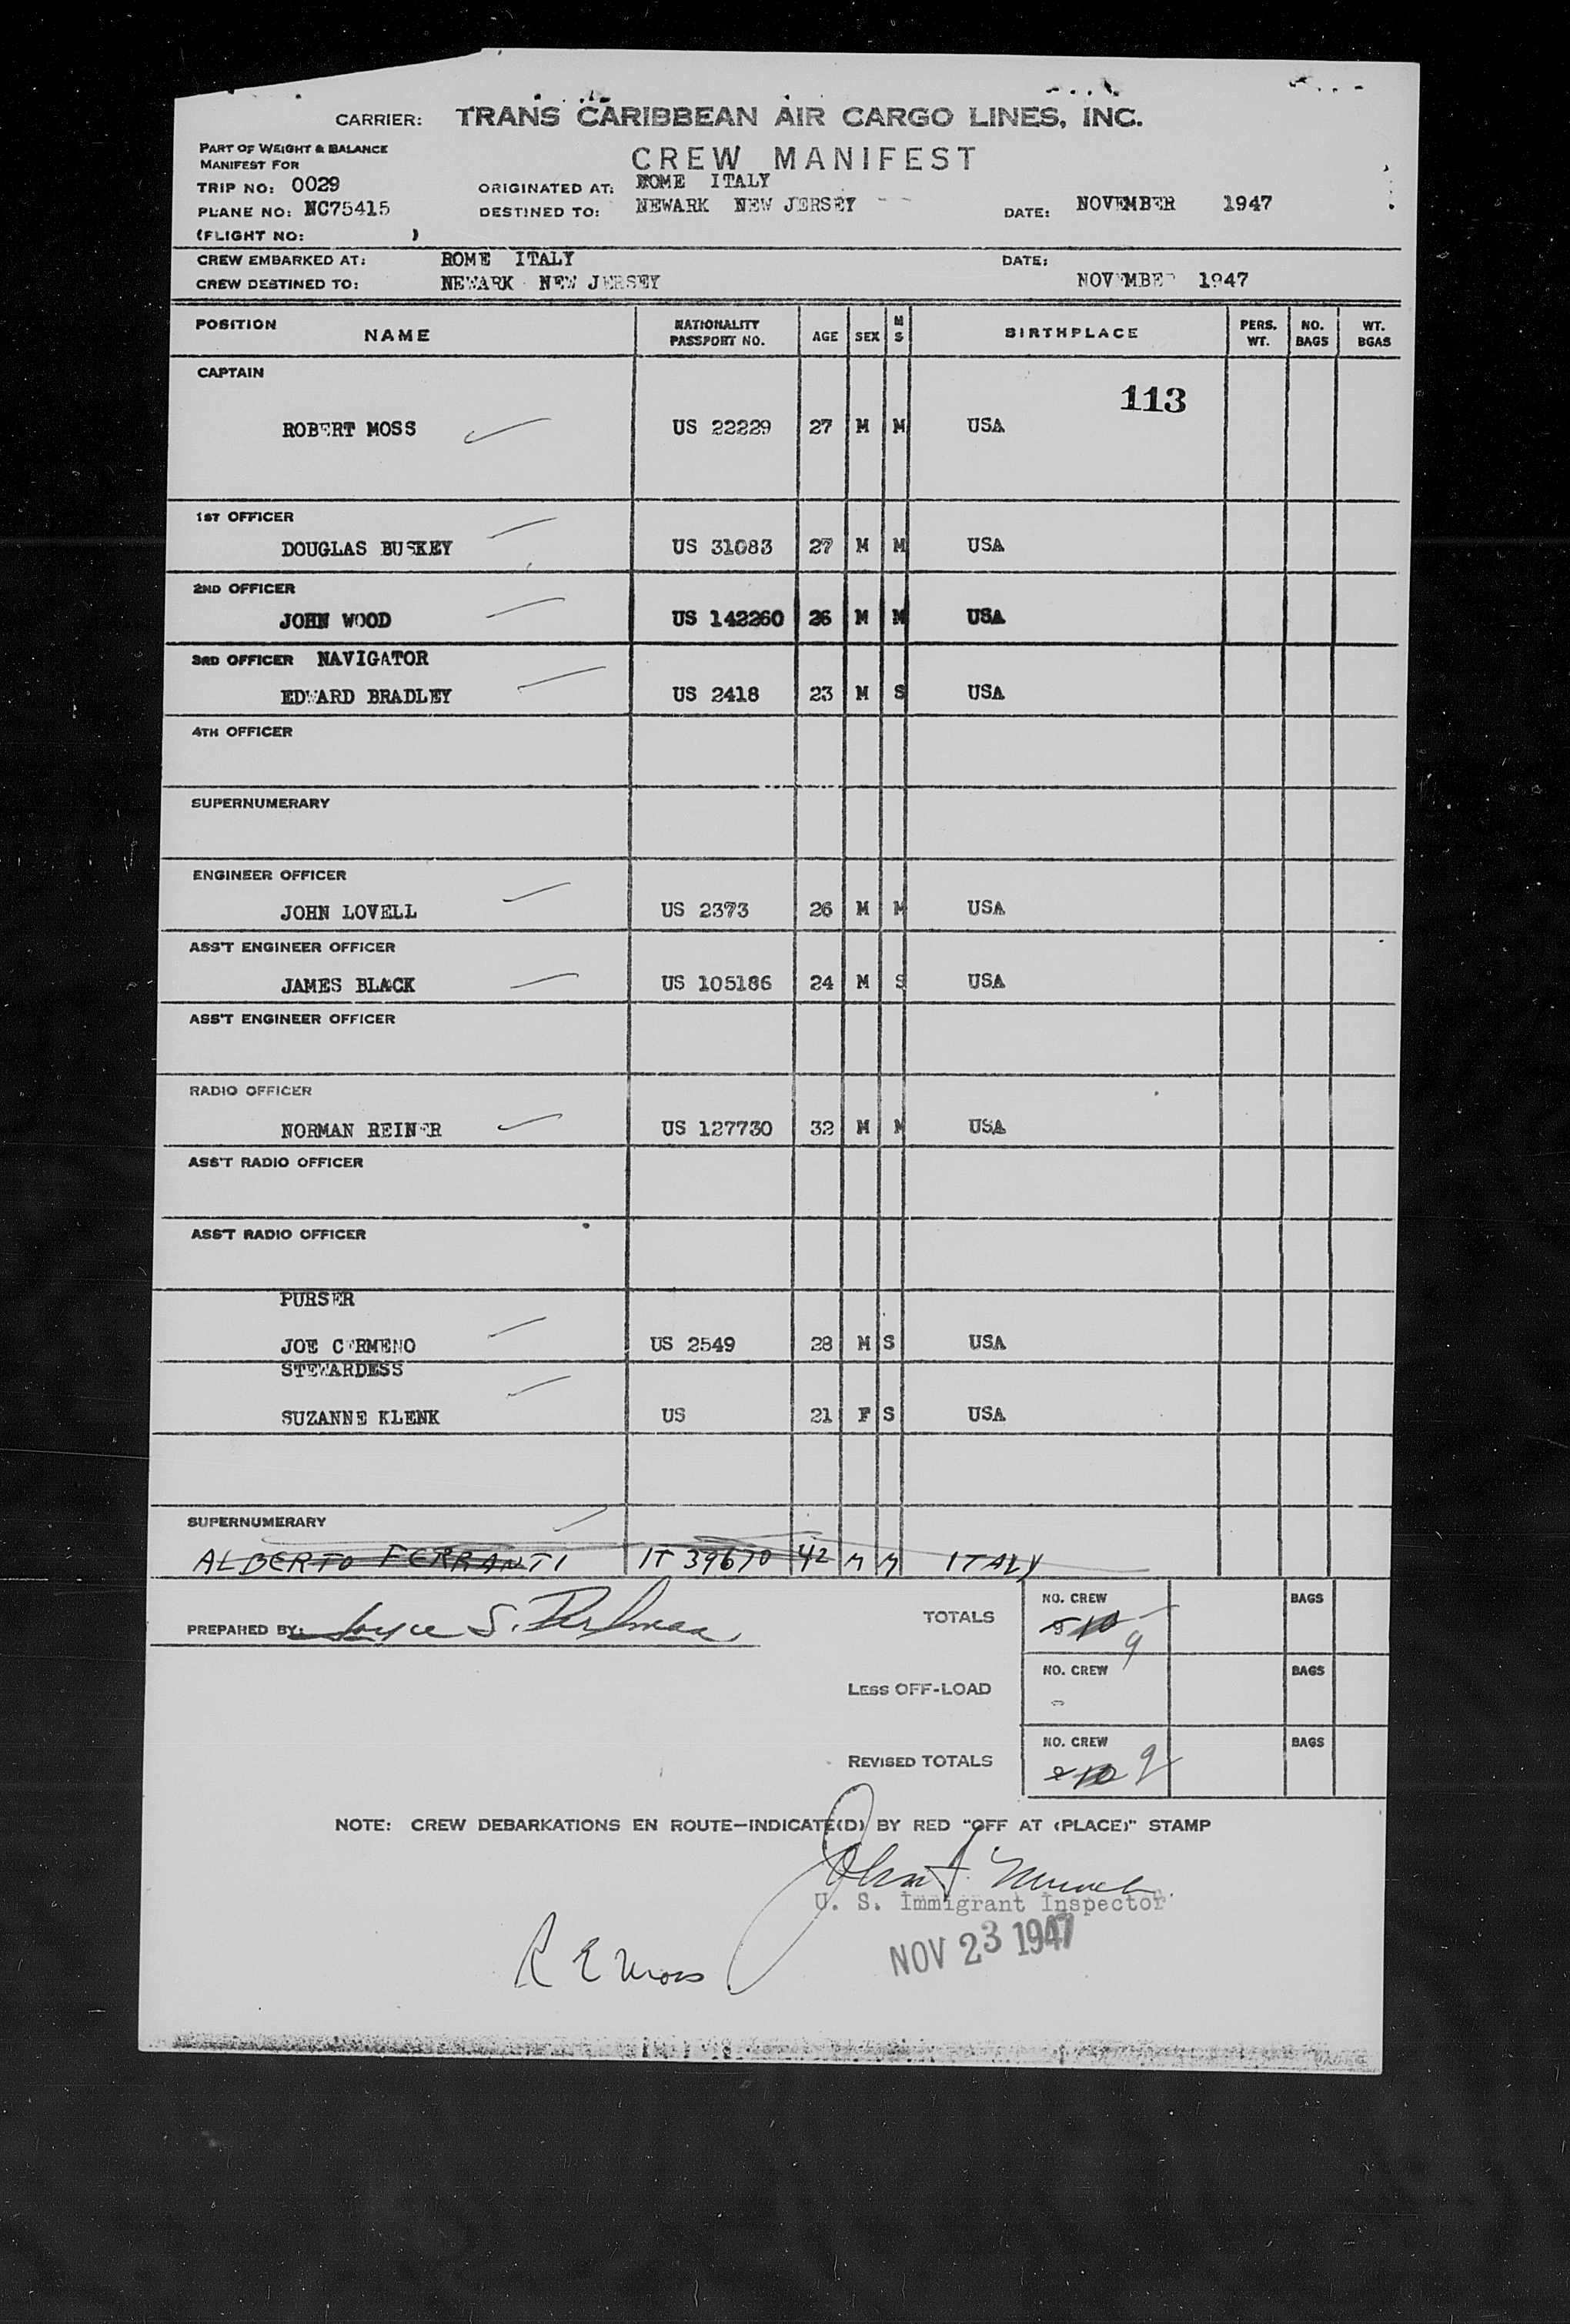 CARRIER: TRANS CARIBBEAN AIR CARGO LINES, INC.
PART OF WEIGHT & BALANCE
MANIFEST FOR
CREW MANIFEST
TRIP NO: 0029 ORIGINATED AT: ROME ITALY
PLANE NO: NC75415 DESTINED TO: NEWARK NEW JERSEY DATE: NOVEMBER 1947
(FLIGHT NO: )
CREW EMBARKED AT: ROME ITALY DATE:
CREW DESTINED TO: NEWARK NEW JERSEY NOVEMBER 1947
POSITION NAME NATIONALITY PASSPORT NO. AGE SEX M S BIRTHPLACE PERS. WT. NO. BAGS WT. BGAS
CAPTAIN
113
ROBERT MOSS US 22229 27 M M USA
1ST OFFICER
DOUGLAS BUSKEY US 31083 27 M M USA
2ND OFFICER
JOHN WOOD US 142260 26 M M USA
3RD OFFICER NAVIGATOR
EDWARD BRADLEY US 2418 23 M S USA
4TH OFFICER
SUPERNUMERARY
ENGINEER OFFICER
JOHN LOVELL US 2373 26 M M USA
ASS'T ENGINEER OFFICER
JAMES BLACK US 105186 24 M S USA
ASS'T ENGINEER OFFICER
RADIO OFFICER
NORMAN REINER US 127730 32 M M USA
ASS'T RADIO OFFICER
ASS'T RADIO OFFICER
PURSER
JOE CERMENO US 2549 28 M S USA
STEWARDESS
SUZANNE KLENK US 21 F S USA
SUPERNUMERARY
ALBERTO FERRANTI IT 39670 42 M M ITALY
PREPARED BY: Joyce S.
TOTALS NO. CREW 9 10 9 BAGS
LESS OFF-LOAD NO. CREW - BAGS
REVISED TOTALS NO. CREW 10 9 BAGS
NOTE: CREW DEBARKATIONS EN ROUTE—INDICATE(D) BY RED "OFF AT (PLACE)" STAMP
John
U. S. Immigrant Inspector
NOV 23 1947
R E Moss